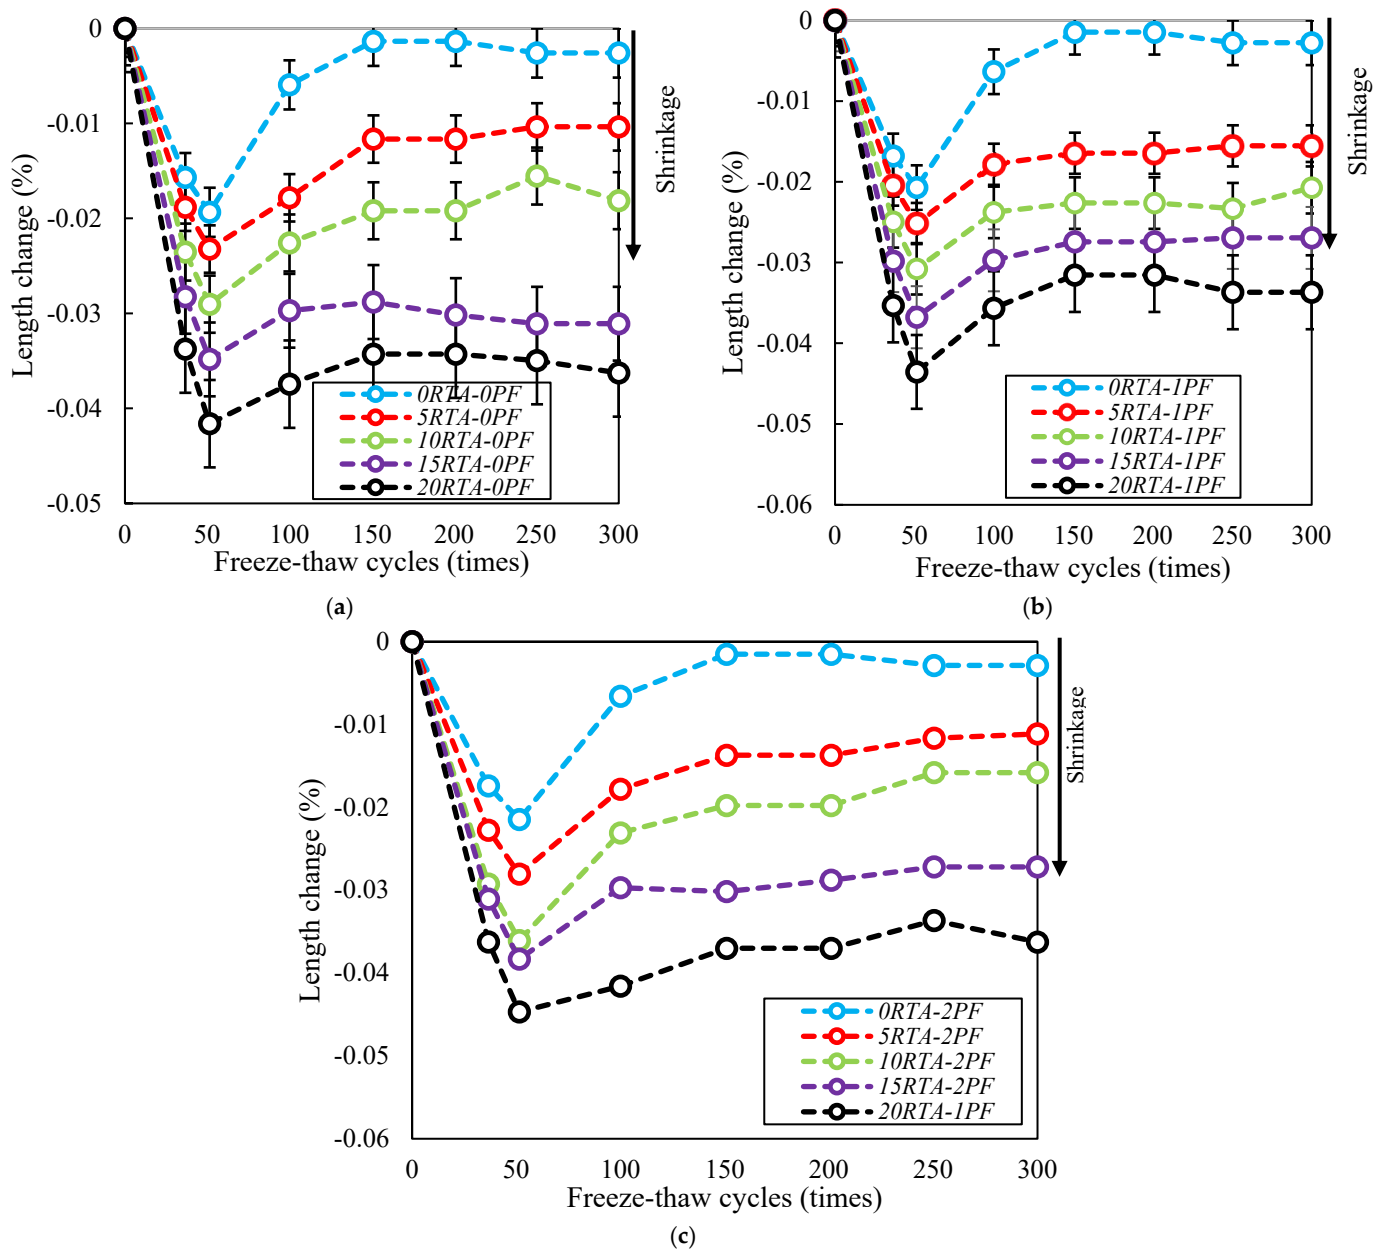 0
-0.01
-0.02
-0.03
-0.04
-0.05
Length change (%)
Shrinkage
0RTA-0PF
5RTA-0PF
10RTA-0PF
15RTA-0PF
20RTA-0PF
0 50 100 150 200 250 300
Freeze-thaw cycles (times)
(a)
0
-0.01
-0.02
-0.03
-0.04
-0.05
-0.06
Length change (%)
Shrinkage
0RTA-1PF
5RTA-1PF
10RTA-1PF
15RTA-1PF
20RTA-1PF
0 50 100 150 200 250 300
Freeze-thaw cycles (times)
(b)
0
-0.01
-0.02
-0.03
-0.04
-0.05
-0.06
Length change (%)
Shrinkage
0RTA-2PF
5RTA-2PF
10RTA-2PF
15RTA-2PF
20RTA-1PF
0 50 100 150 200 250 300
Freeze-thaw cycles (times)
(c)